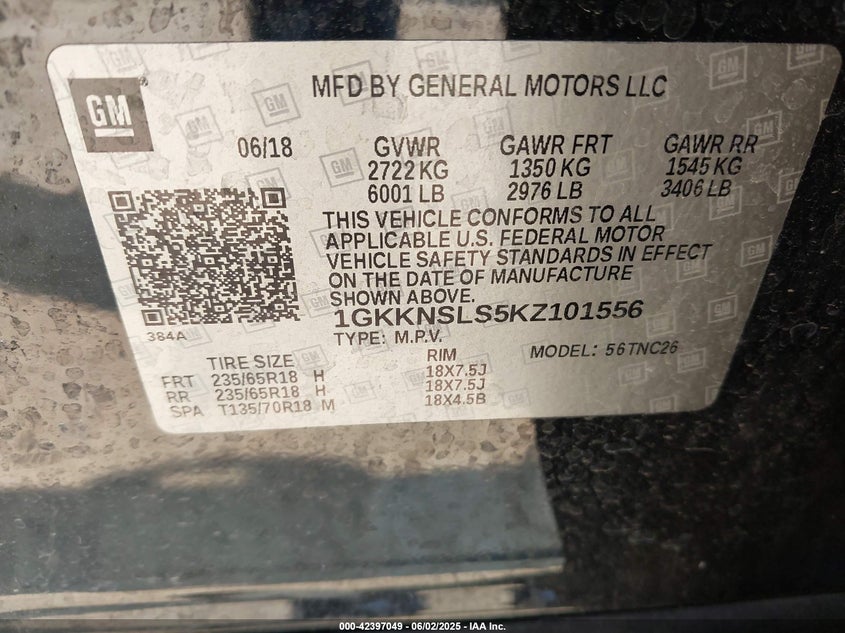 GM
MFD BY GENERAL MOTORS LLC
06/18 GVWR GAWR FRT GAWR RR
2722 KG 1350 KG 1545 KG
6001 LB 2976 LB 3406 LB
THIS VEHICLE CONFORMS TO ALL
APPLICABLE U.S. FEDERAL MOTOR
VEHICLE SAFETY STANDARDS IN EFFECT
ON THE DATE OF MANUFACTURE
SHOWN ABOVE.
1GKKNSLS5KZ101556
384A
TYPE: M.P.V. MODEL: 56TNC26
TIRE SIZE RIM
FRT 235/65R18 H 18X7.5J
RR 235/65R18 H 18X7.5J
SPA T135/70R18 M 18X4.5B
000-42397049 - 06/02/2025 - IAA Inc.